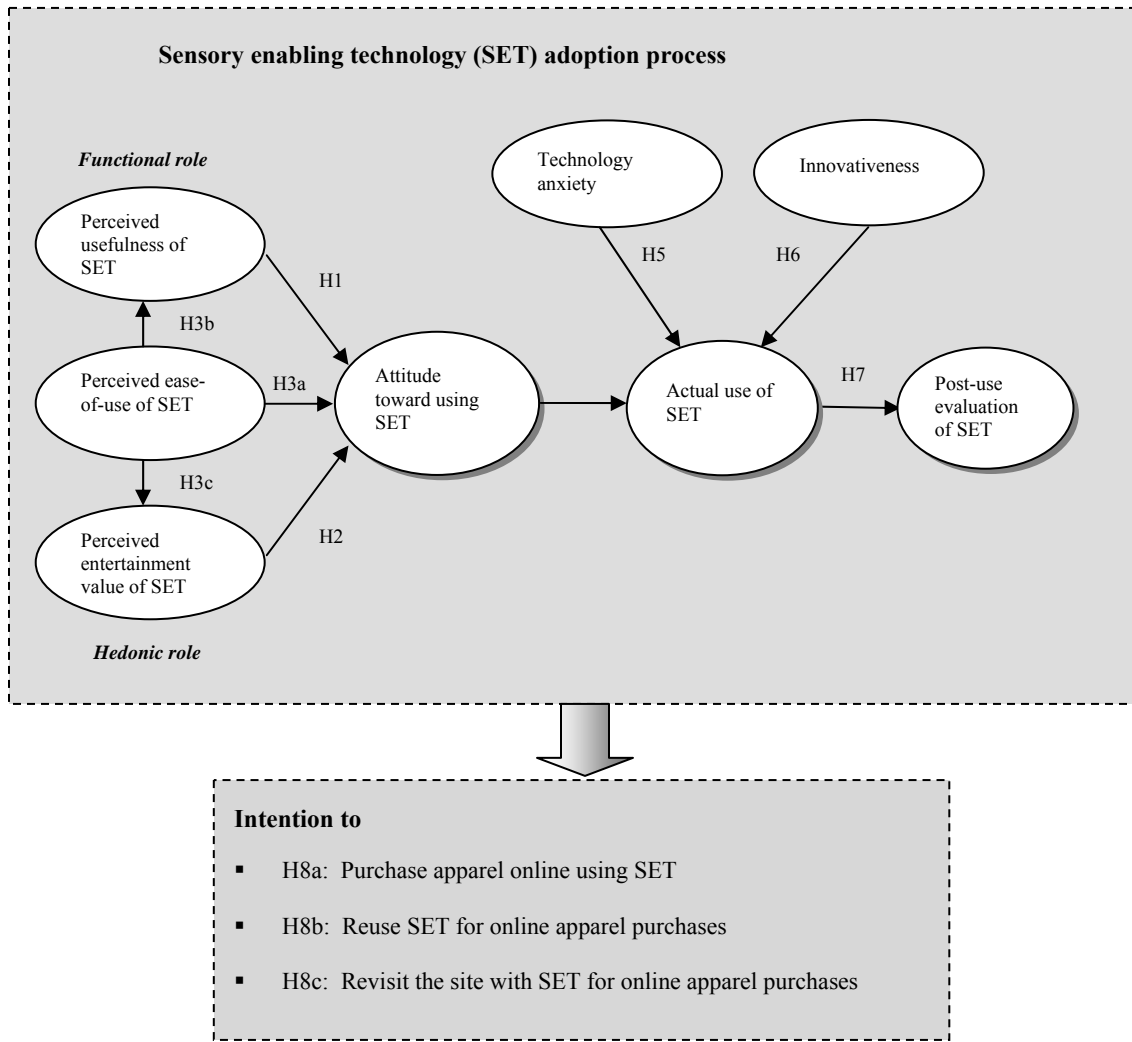 Sensory enabling technology (SET) adoption process
Functional role
Technology
anxiety
Innovativeness
Perceived
usefulness of
SET
H1
H5
H6
H3b
Perceived ease-
of-use of SET
H3a
Attitude
toward using
SET
Actual use of
SET
H7
Post-use
evaluation
of SET
H3c
H2
Perceived
entertainment
value of SET
Hedonic role
Intention to
▪ H8a: Purchase apparel online using SET
▪ H8b: Reuse SET for online apparel purchases
▪ H8c: Revisit the site with SET for online apparel purchases